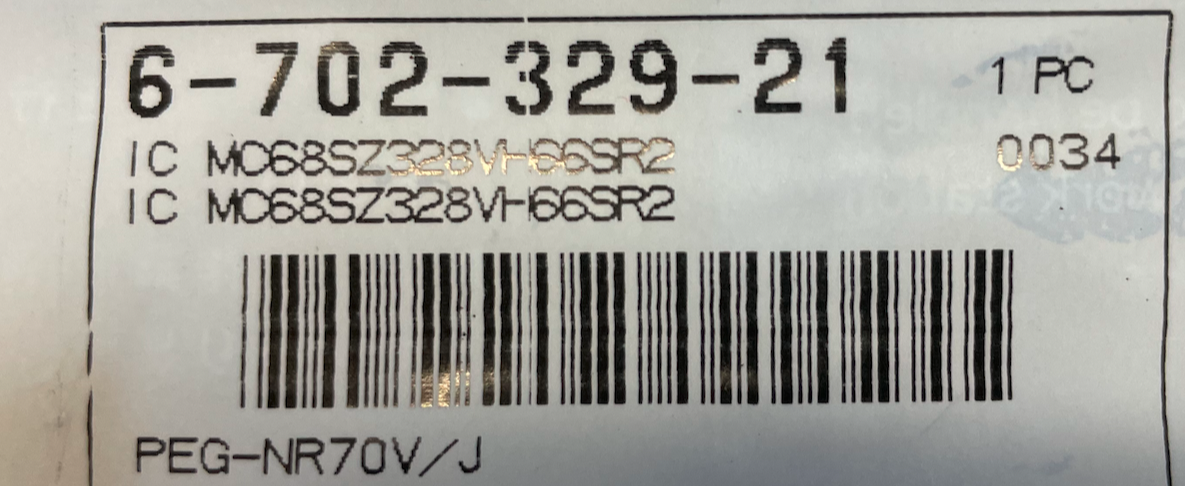 6-702-329-21 1 PC
IC MC68SZ328VH66SR2 0034
IC MC68SZ328VH66SR2
PEG-NR70V/J